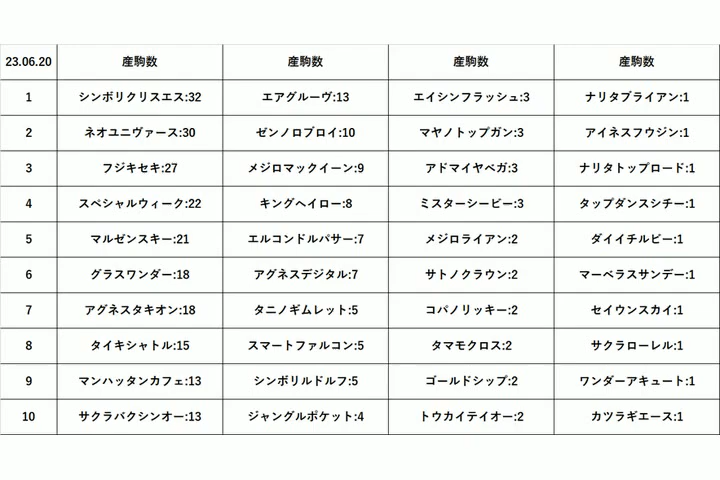 23.06.20 産駒数 産駒数 産駒数 産駒数
1 シンボリクリスエス:32 エアグルーヴ:13 エイシンフラッシュ:3 ナリタブライアン:1
2 ネオユニヴァース:30 ゼンノロブロイ:10 マヤノトップガン:3 アイネスフウジン:1
3 フジキセキ:27 メジロマックイーン:9 アドマイヤベガ:3 ナリタトップロード:1
4 スペシャルウィーク:22 キングヘイロー:8 ミスターシービー:3 タップダンスシチー:1
5 マルゼンスキー:21 エルコンドルパサー:7 メジロライアン:2 ダイイチルビー:1
6 グラスワンダー:18 アグネスデジタル:7 サトノクラウン:2 マーベラスサンデー:1
7 アグネスタキオン:18 タニノギムレット:5 コパノリッキー:2 セイウンスカイ:1
8 タイキシャトル:15 スマートファルコン:5 タマモクロス:2 サクラローレル:1
9 マンハッタンカフェ:13 シンボリルドルフ:5 ゴールドシップ:2 ワンダーアキュート:1
10 サクラバクシンオー:13 ジャングルポケット:4 トウカイテイオー:2 カツラギエース:1